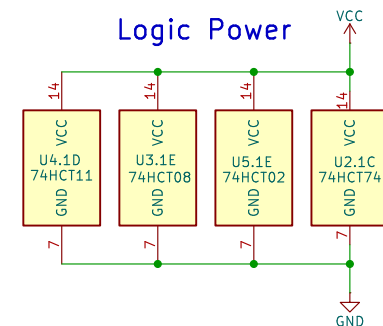 VCC
Logic Power
14
14
14
14
VCC
VCC
VCC
VCC
U4.1D
74HCT11
U3.1E
74HCT08
U5.1E
74HCT02
U2.1C
74HCT74
GND
GND
GND
GND
7
7
7
7
GND